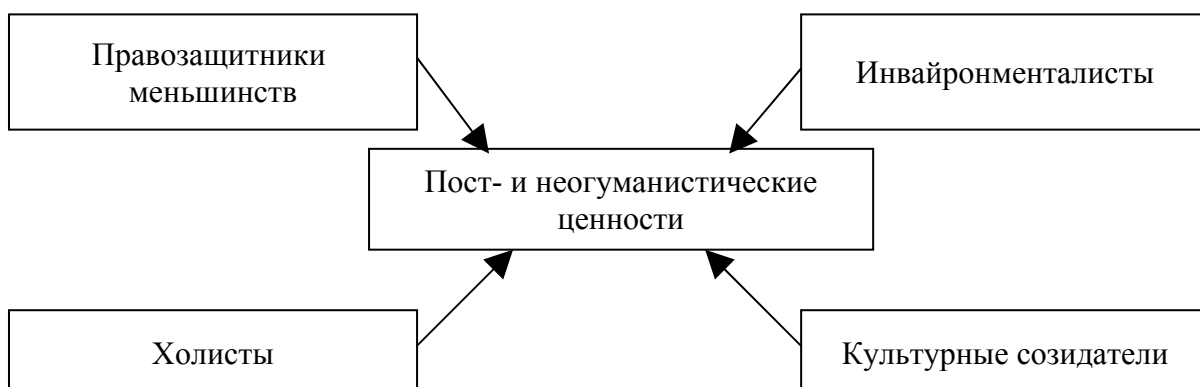 Правозащитники
меньшинств
Инвайронменталисты
Пост- и неогуманистические
ценности
Холисты
Культурные созидатели